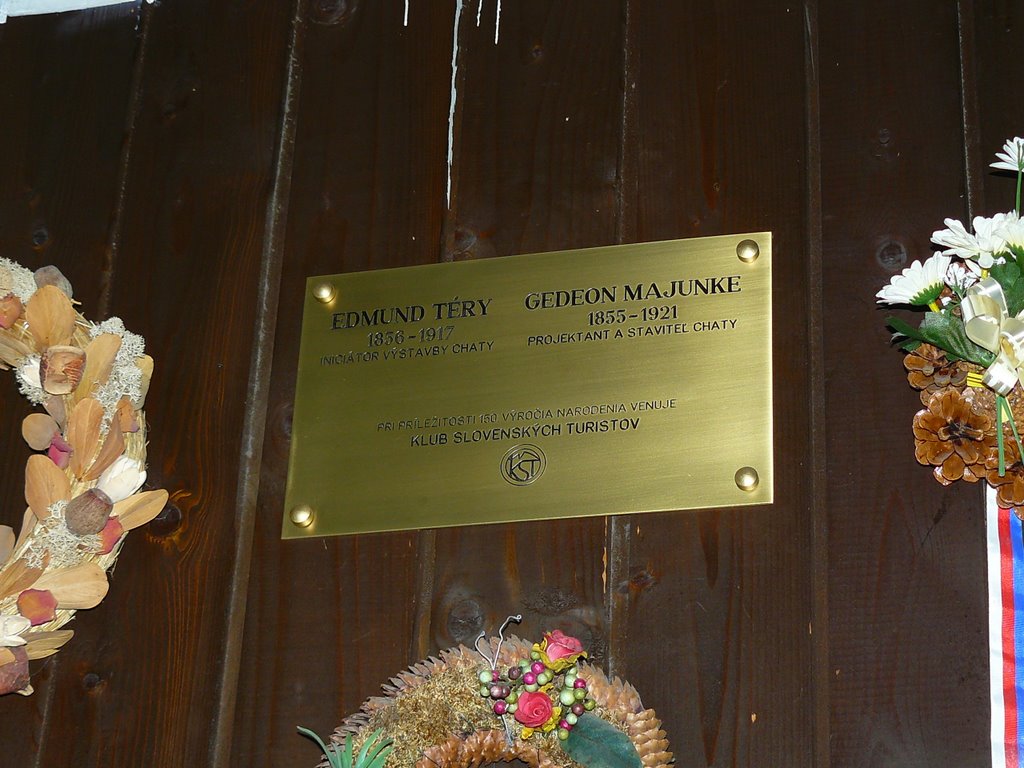 EDMUND TÉRY
1856-1917
INICIÁTOR VÝSTAVBY CHATY
GEDEON MAJUNKE
1855-1921
PROJEKTANT A STAVITEĽ CHATY
PRI PRÍLEŽITOSTI 150 VÝROČIA NARODENIA VENUJE
KLUB SLOVENSKÝCH TURISTOV
KST